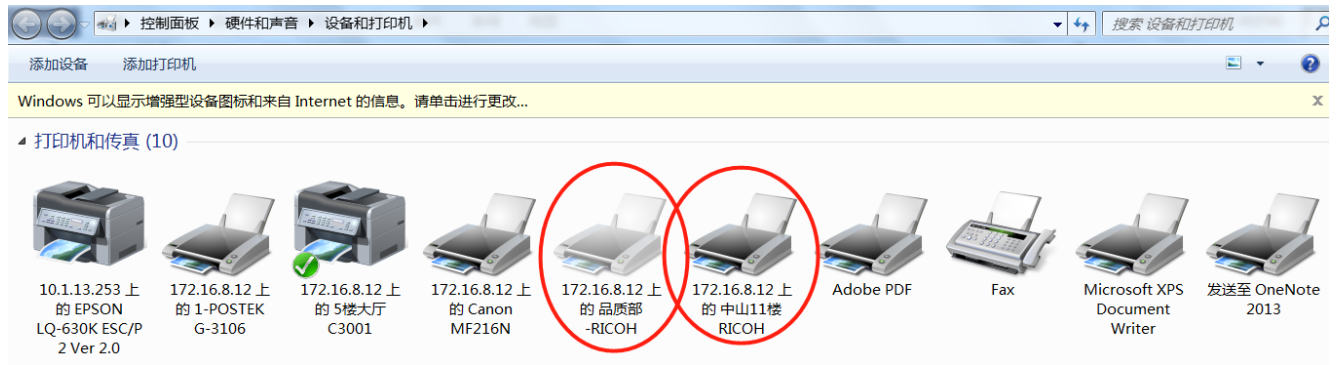 控制面板 ▸ 硬件和声音 ▸ 设备和打印机 ▸
搜索 设备和打印机
添加设备 添加打印机
Windows 可以显示增强型设备图标和来自 Internet 的信息。请单击进行更改...
打印机和传真 (10)
10.1.13.253 上
的 EPSON
LQ-630K ESC/P
2 Ver 2.0
172.16.8.12 上
的 1-POSTEK
G-3106
172.16.8.12 上
的 5楼大厅
C3001
172.16.8.12 上
的 Canon
MF216N
172.16.8.12 上
的 品质部
-RICOH
172.16.8.12 上
的 中山11楼
RICOH
Adobe PDF
Fax
Microsoft XPS
Document
Writer
发送至 OneNote
2013